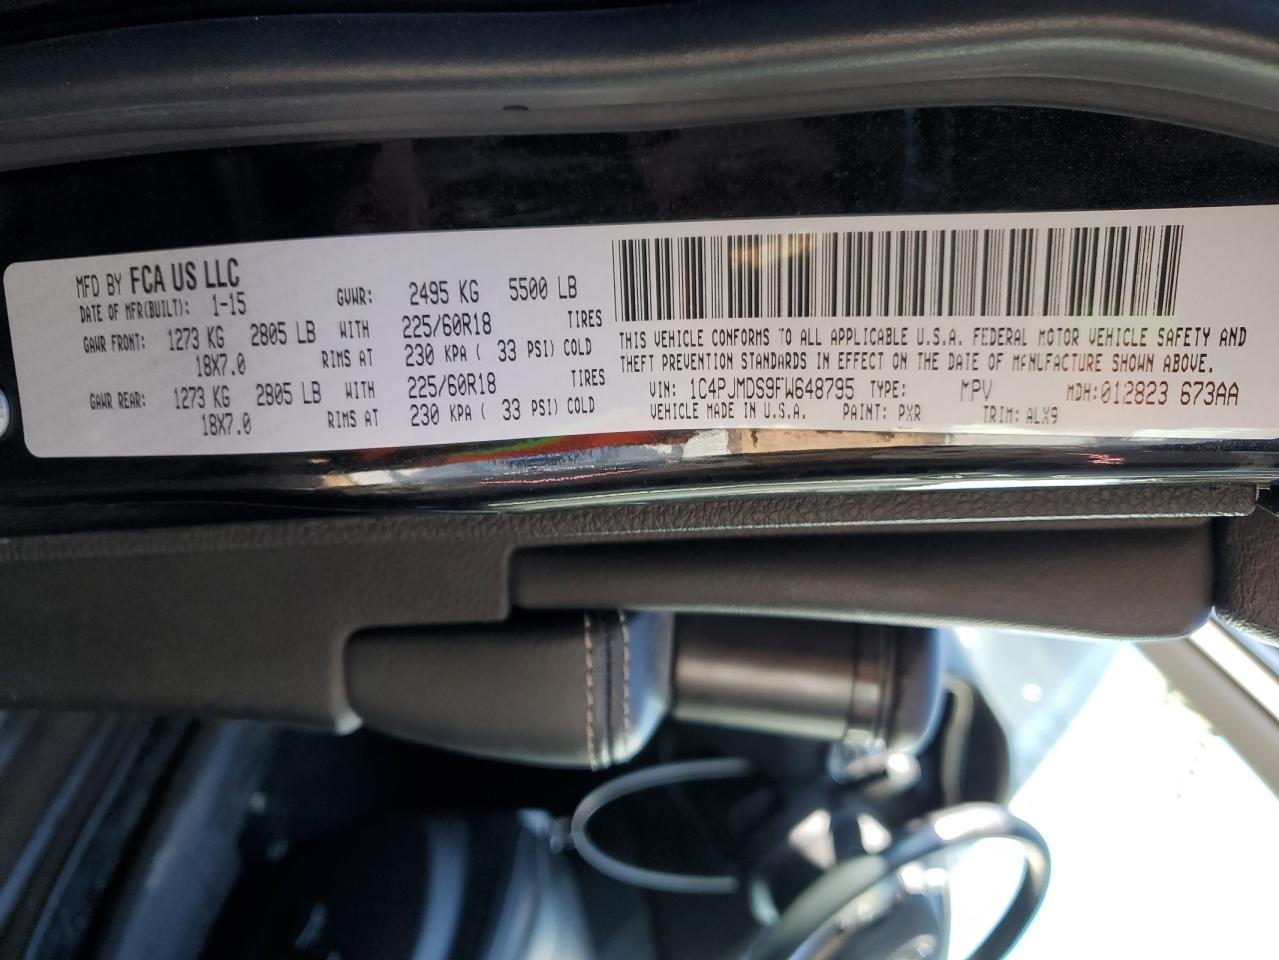 MFD BY FCA US LLC
DATE OF MFR(BUILT): 1-15 GVWR: 2495 KG 5500 LB
GAWR FRONT: 1273 KG 2805 LB WITH 225/60R18 TIRES
18X7.0 RIMS AT 230 KPA ( 33 PSI) COLD
GAWR REAR: 1273 KG 2805 LB WITH 225/60R18 TIRES
18X7.0 RIMS AT 230 KPA ( 33 PSI) COLD
THIS VEHICLE CONFORMS TO ALL APPLICABLE U.S.A. FEDERAL MOTOR VEHICLE SAFETY AND
THEFT PREVENTION STANDARDS IN EFFECT ON THE DATE OF MANUFACTURE SHOWN ABOVE.
VIN: 1C4PJMDS9FW648795 TYPE: MPV MDH:012823 673AA
VEHICLE MADE IN U.S.A. PAINT: PXR TRIM: ALX9